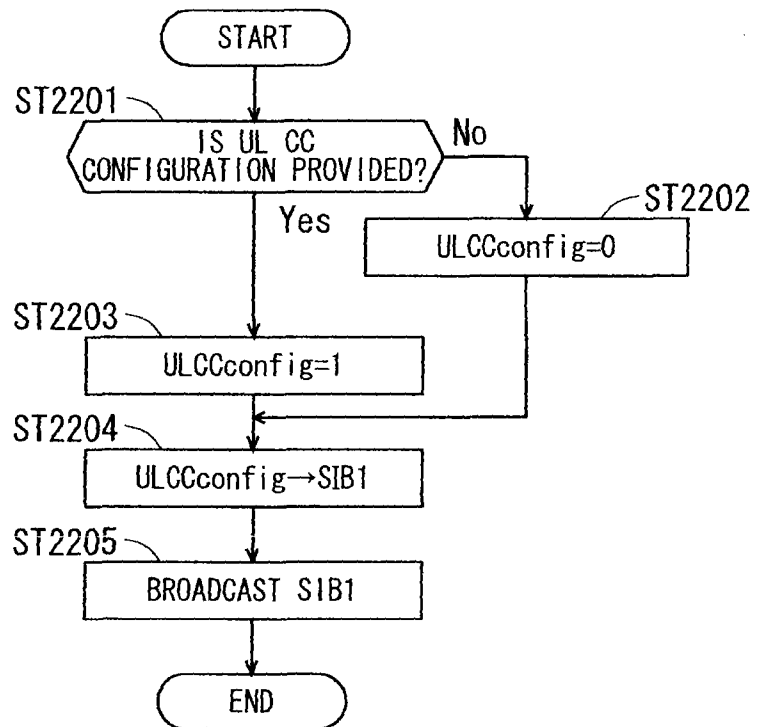 START
ST2201
IS UL CC
CONFIGURATION PROVIDED?
No
Yes
ST2202
ULCCconfig=0
ST2203
ULCCconfig=1
ST2204
ULCCconfig→SIB1
ST2205
BROADCAST SIB1
END